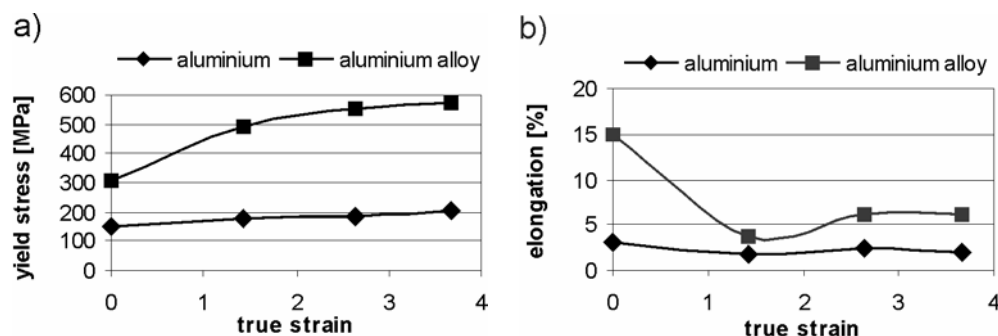 a)
aluminium aluminium alloy
600
500
400
300
200
100
0
yield stress [MPa]
0 1 2 3 4
true strain
b)
aluminium aluminium alloy
20
15
10
5
0
elongation [%]
0 1 2 3 4
true strain